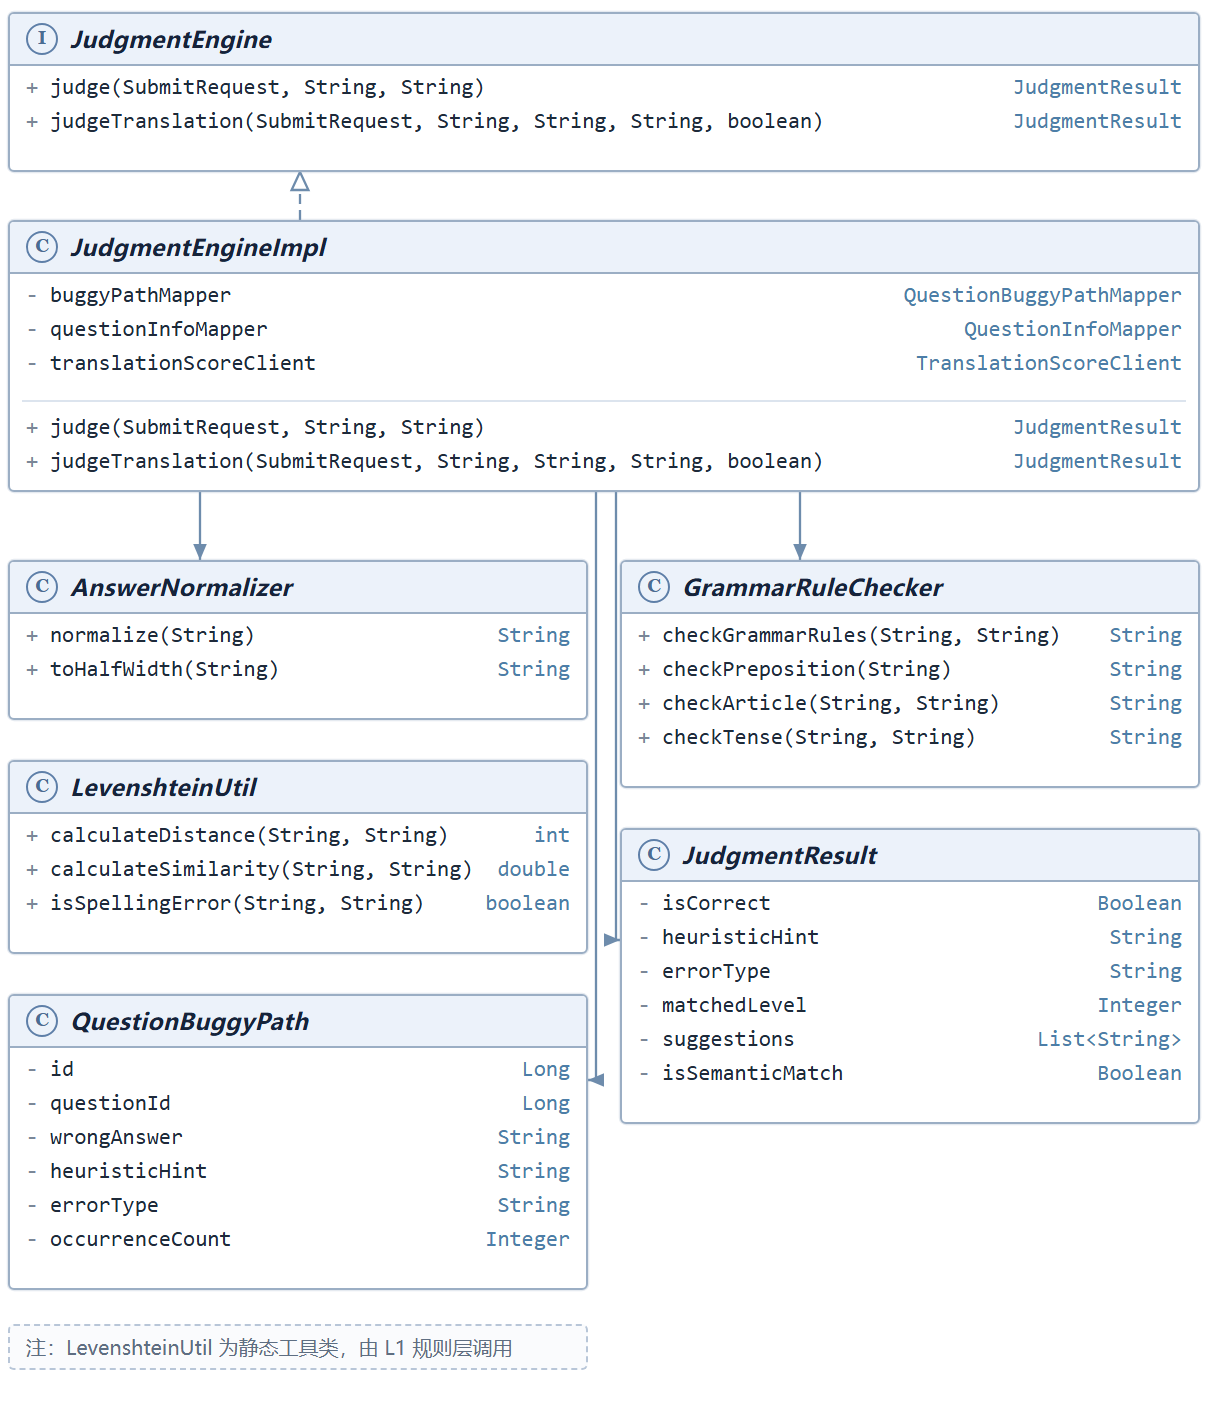 I JudgmentEngine
+ judge(SubmitRequest, String, String) JudgmentResult
+ judgeTranslation(SubmitRequest, String, String, String, boolean) JudgmentResult
C JudgmentEngineImpl
- buggyPathMapper QuestionBuggyPathMapper
- questionInfoMapper QuestionInfoMapper
- translationScoreClient TranslationScoreClient
+ judge(SubmitRequest, String, String) JudgmentResult
+ judgeTranslation(SubmitRequest, String, String, String, boolean) JudgmentResult
C AnswerNormalizer
+ normalize(String) String
+ toHalfWidth(String) String
C GrammarRuleChecker
+ checkGrammarRules(String, String) String
+ checkPreposition(String) String
+ checkArticle(String, String) String
+ checkTense(String, String) String
C LevenshteinUtil
+ calculateDistance(String, String) int
+ calculateSimilarity(String, String) double
+ isSpellingError(String, String) boolean
C JudgmentResult
- isCorrect Boolean
- heuristicHint String
- errorType String
- matchedLevel Integer
- suggestions List<String>
- isSemanticMatch Boolean
C QuestionBuggyPath
- id Long
- questionId Long
- wrongAnswer String
- heuristicHint String
- errorType String
- occurrenceCount Integer
注：LevenshteinUtil 为静态工具类，由 L1 规则层调用